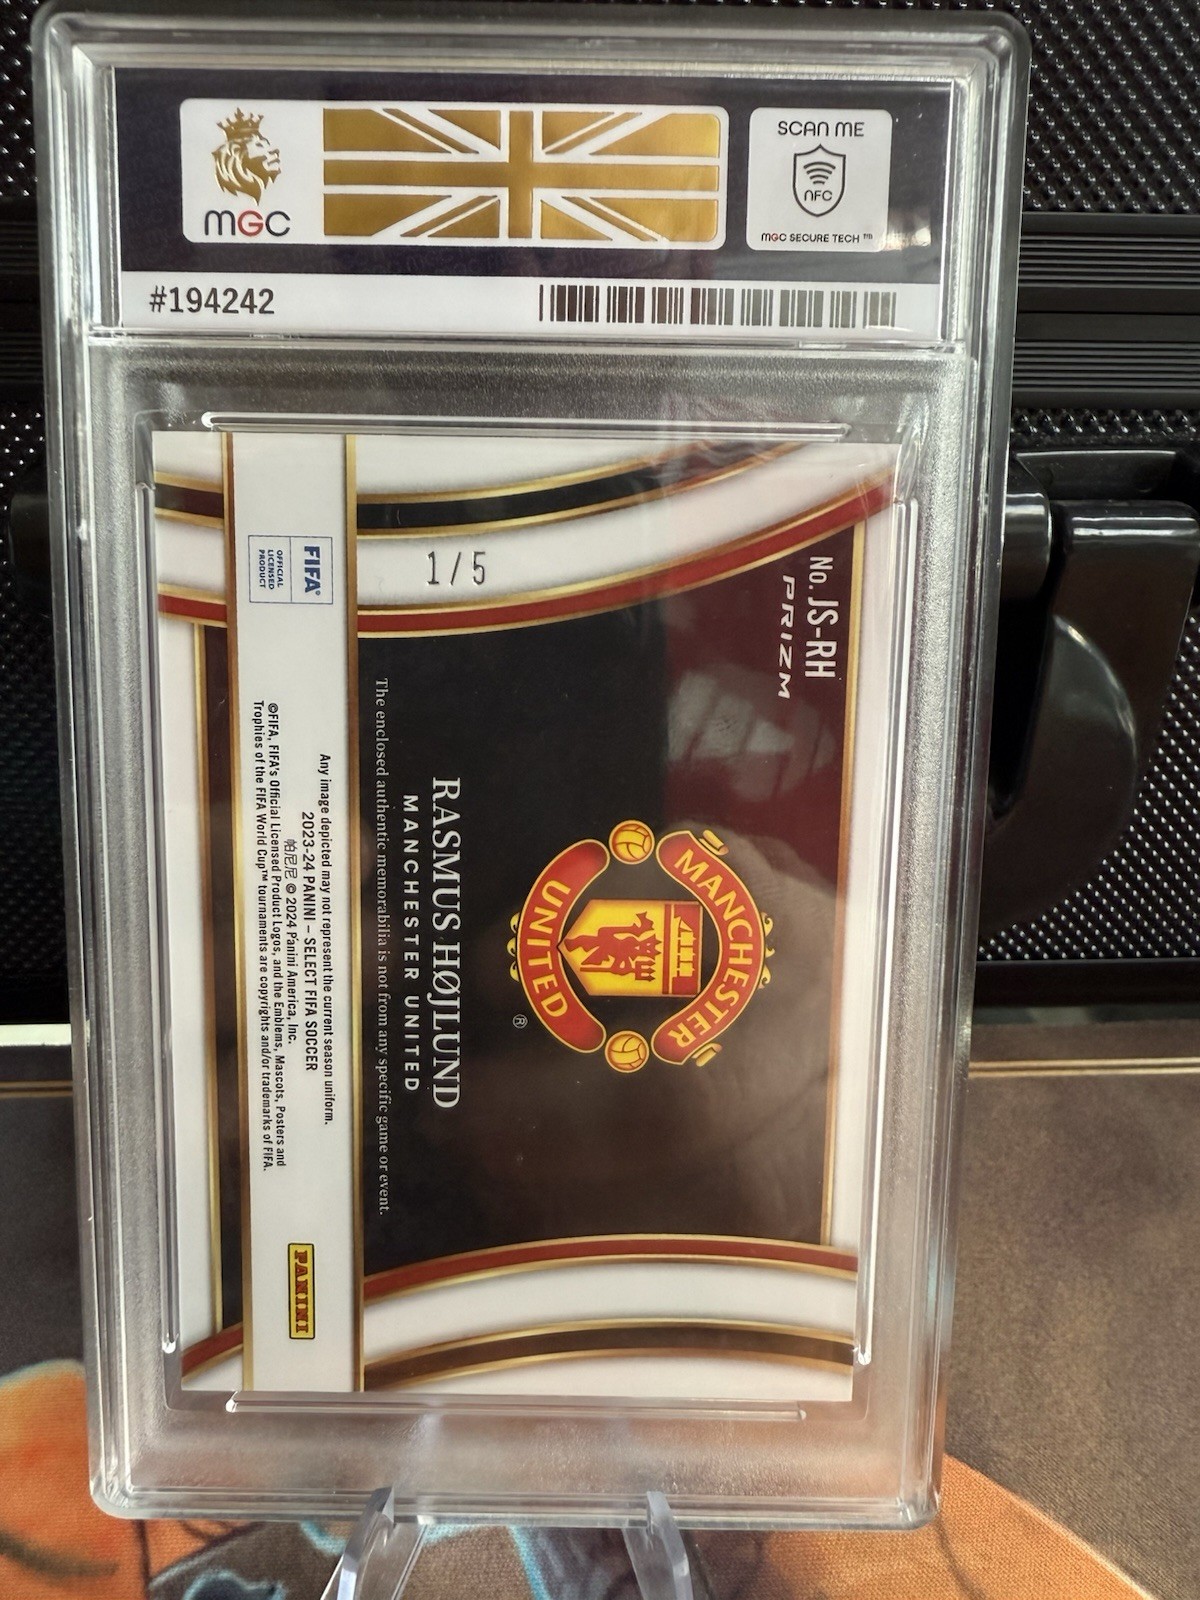 MGC
SCAN ME
NFC
MGC SECURE TECH ™
#194242
No. JS-RH
PRIZM
1/5
MANCHESTER
UNITED
®
RASMUS HØJLUND
MANCHESTER UNITED
The enclosed authentic memorabilia is not from any specific game or event.
FIFA®
OFFICIAL
LICENSED
PRODUCT
Any image depicted may not represent the current season uniform.
2023-24 PANINI – SELECT FIFA SOCCER
帕尼尼 © 2024 Panini America, Inc.
©FIFA, FIFA's Official Licensed Product Logos, and the Emblems, Mascots, Posters and
Trophies of the FIFA World Cup™ tournaments are copyrights and/or trademarks of FIFA.
PANINI